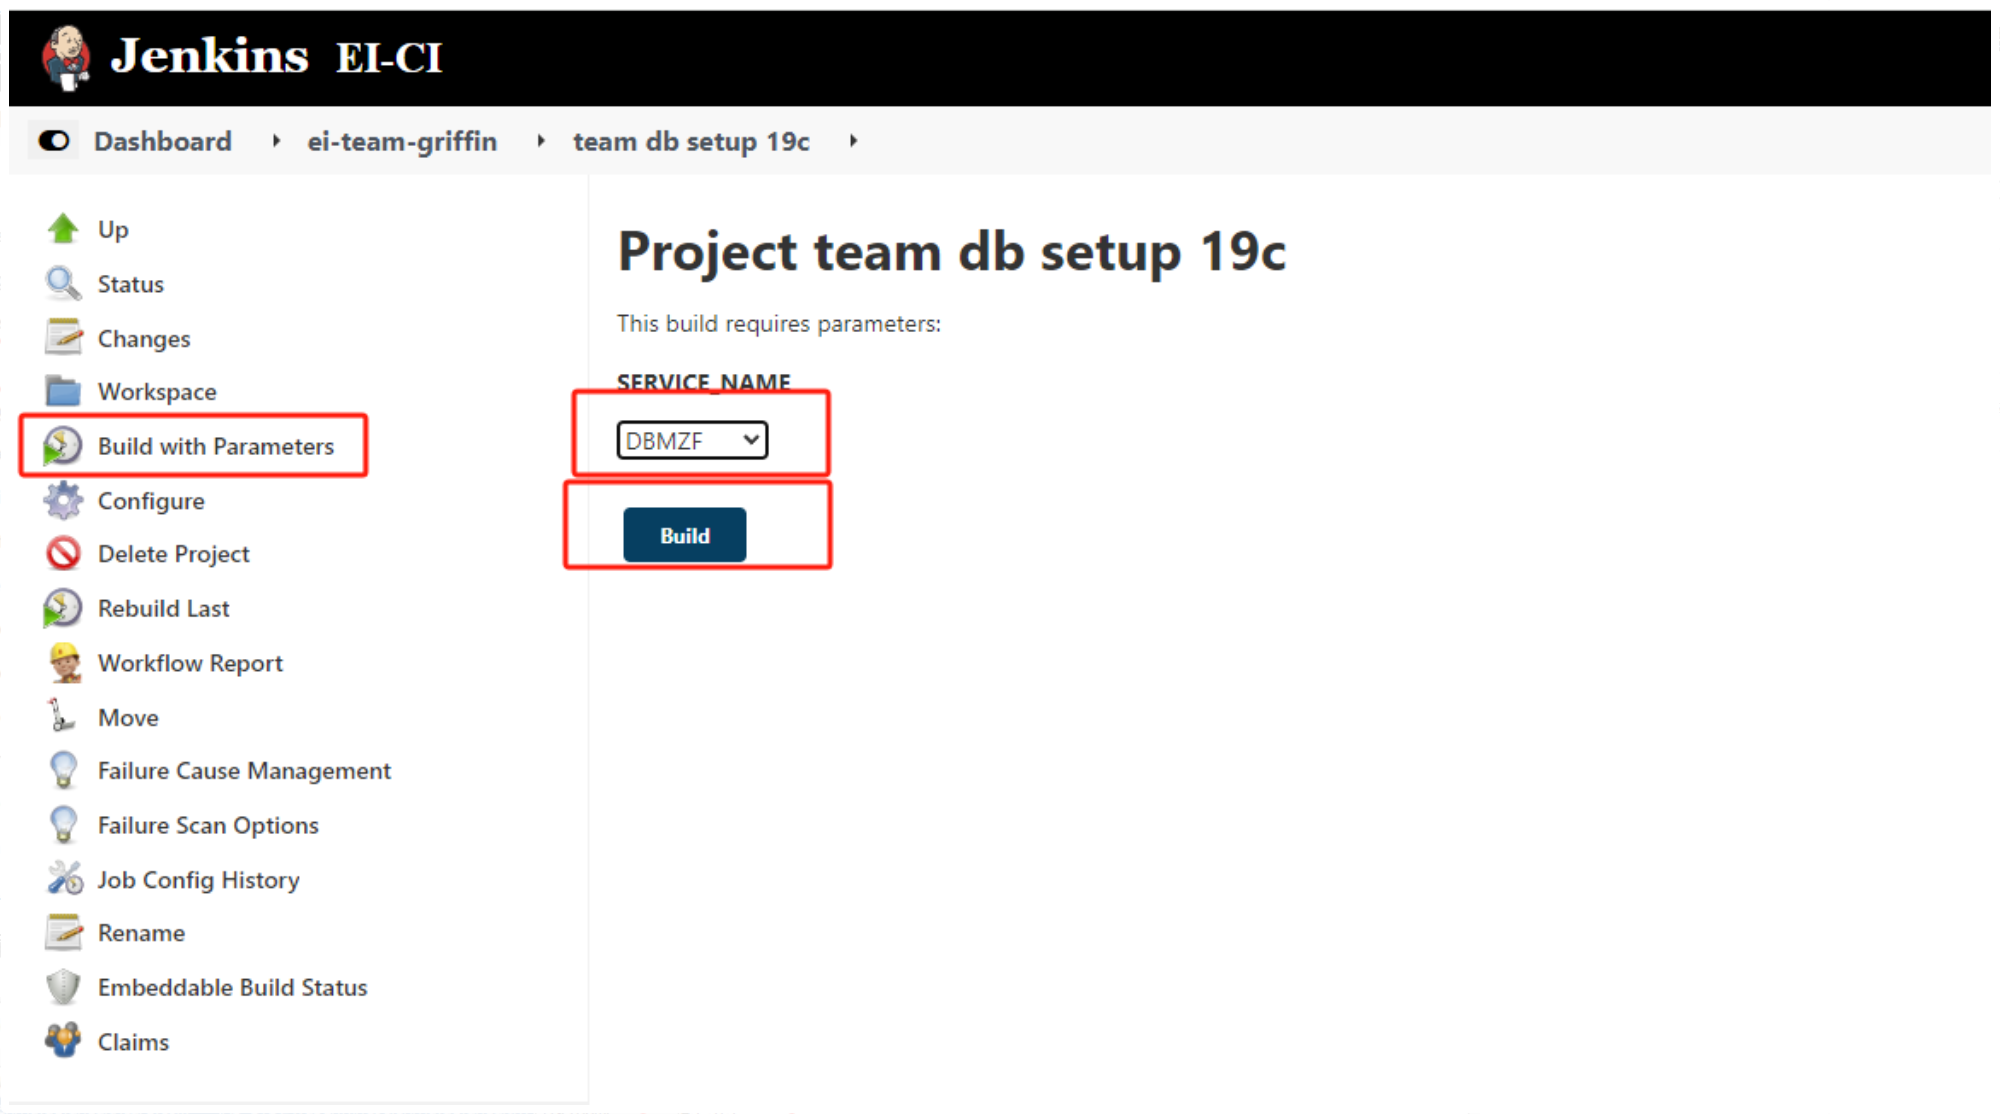 Jenkins EI-CI
Dashboard ei-team-griffin team db setup 19c
Up
Status
Changes
Workspace
Build with Parameters
Configure
Delete Project
Rebuild Last
Workflow Report
Move
Failure Cause Management
Failure Scan Options
Job Config History
Rename
Embeddable Build Status
Claims
Project team db setup 19c
This build requires parameters:
SERVICE_NAME
DBMZF
Build